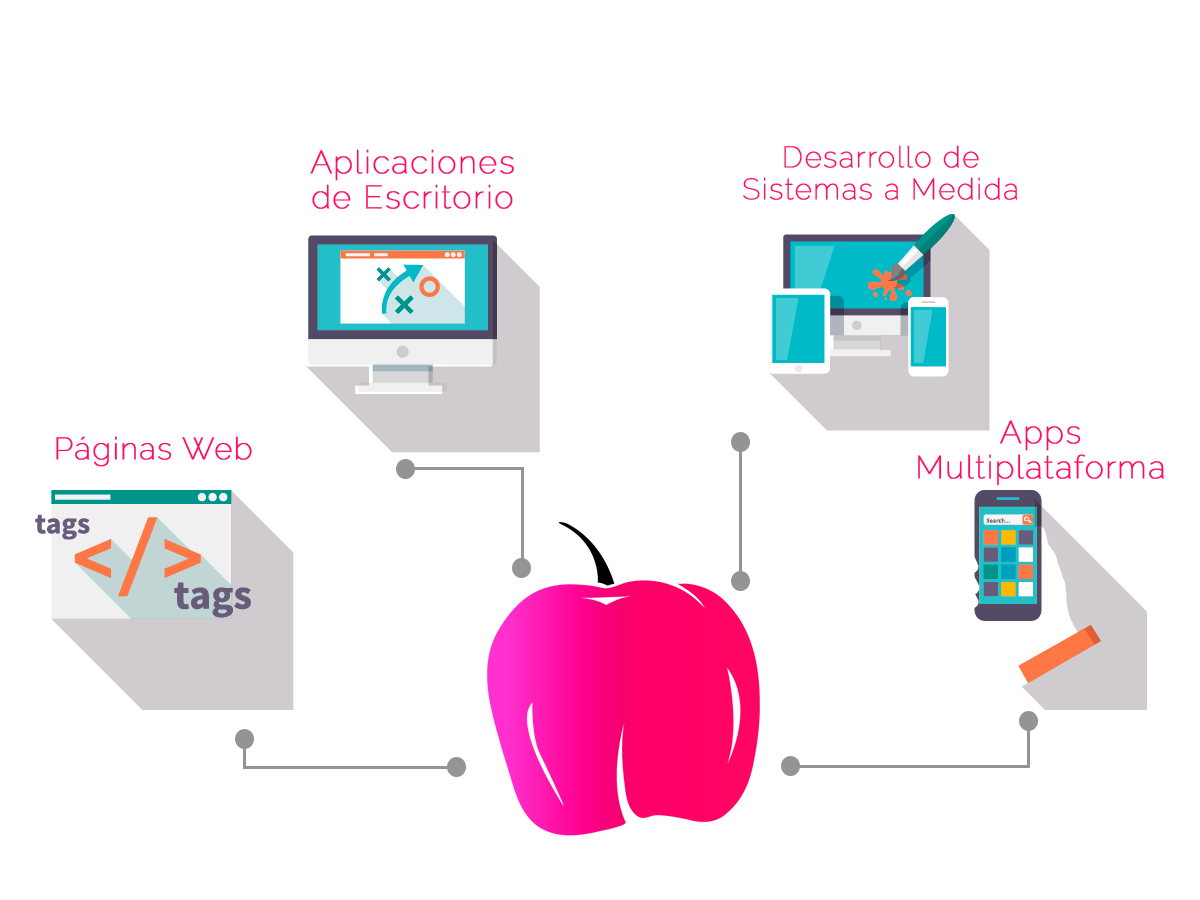 Aplicaciones
de Escritorio
Desarrollo de
Sistemas a Medida
Páginas Web
tags
</>
tags
Apps
Multiplataforma
Search...